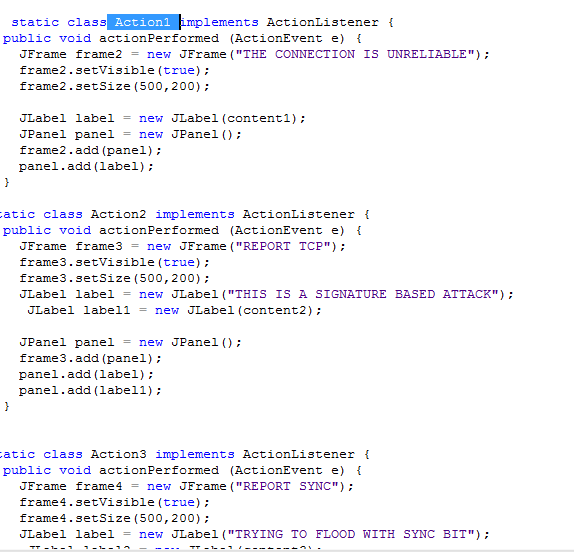 static class Action1 implements ActionListener {
public void actionPerformed (ActionEvent e) {
JFrame frame2 = new JFrame("THE CONNECTION IS UNRELIABLE");
frame2.setVisible(true);
frame2.setSize(500,200);
JLabel label = new JLabel(content1);
JPanel panel = new JPanel();
frame2.add(panel);
panel.add(label);
}
tatic class Action2 implements ActionListener {
public void actionPerformed (ActionEvent e) {
JFrame frame3 = new JFrame("REPORT TCP");
frame3.setVisible(true);
frame3.setSize(500,200);
JLabel label = new JLabel("THIS IS A SIGNATURE BASED ATTACK");
JLabel label1 = new JLabel(content2);
JPanel panel = new JPanel();
frame3.add(panel);
panel.add(label);
panel.add(label1);
}
tatic class Action3 implements ActionListener {
public void actionPerformed (ActionEvent e) {
JFrame frame4 = new JFrame("REPORT SYNC");
frame4.setVisible(true);
frame4.setSize(500,200);
JLabel label = new JLabel("TRYING TO FLOOD WITH SYNC BIT");